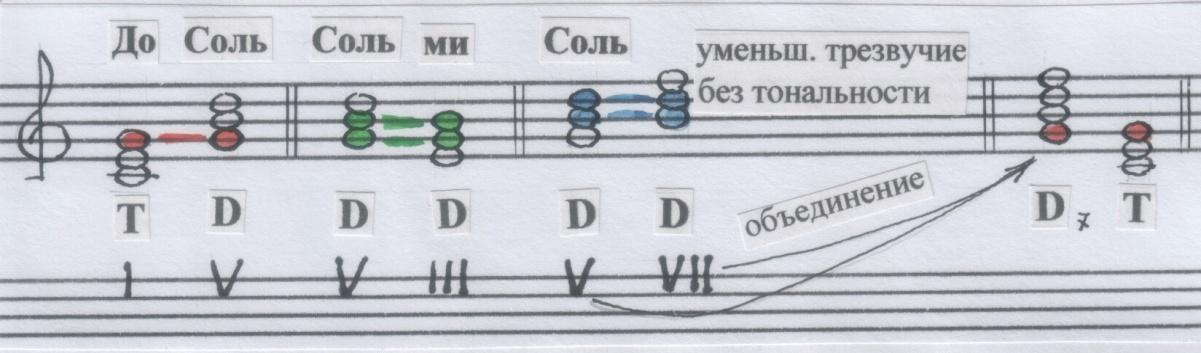 До Соль Соль ми Соль уменьш. трезвучие
без тональности
объединение
T D D D D D D7 T
I V V III V VII